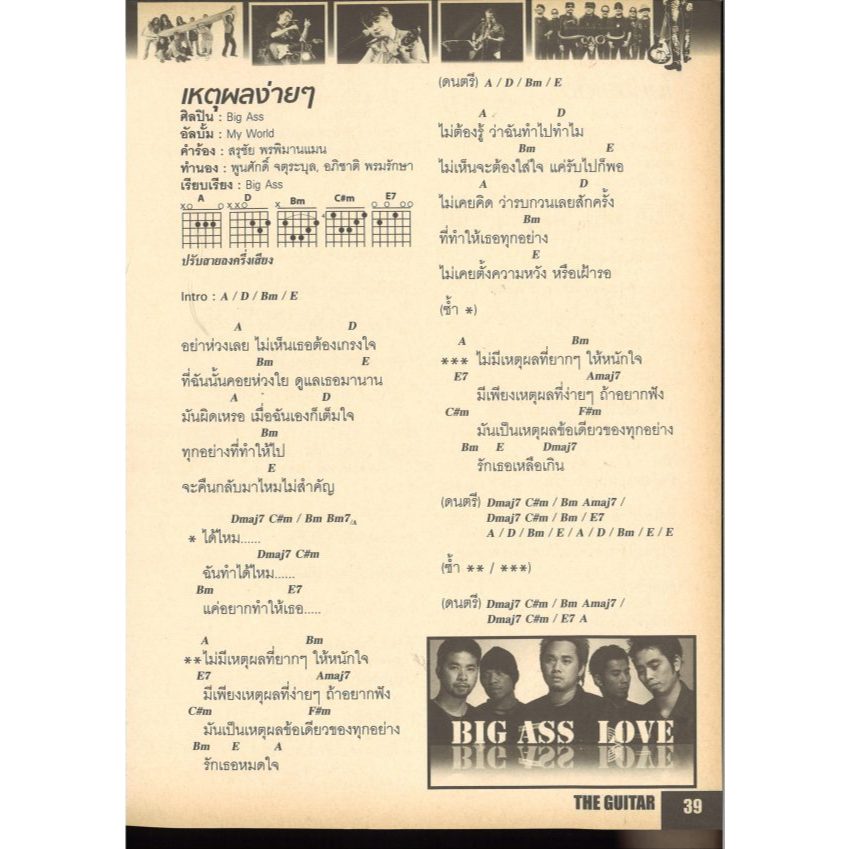 เหตุผลง่ายๆ
ศิลปิน : Big Ass
อัลบั้ม : My World
คำร้อง : สรุชัย พรพิมานแมน
ทำนอง : พูนศักดิ์ จตุระบุล, อภิชาติ พรมรักษา
เรียบเรียง : Big Ass
A D Bm C#m E7
ปรับสายลงครึ่งเสียง
Intro : A / D / Bm / E
A D
อย่าห่วงเลย ไม่เห็นเธอต้องเกรงใจ
Bm E
ที่ฉันนั้นคอยห่วงใย ดูแลเธอมานาน
A D
มันผิดเหรอ เมื่อฉันเองก็เต็มใจ
Bm
ทุกอย่างที่ทำให้ไป
E
จะคืนกลับมาไหมไม่สำคัญ
Dmaj7 C#m / Bm Bm7/A
* ได้ไหม......
Dmaj7 C#m
ฉันทำได้ไหม......
Bm E7
แค่อยากทำให้เธอ.....
A Bm
** ไม่มีเหตุผลที่ยากๆ ให้หนักใจ
E7 Amaj7
มีเพียงเหตุผลที่ง่ายๆ ถ้าอยากฟัง
C#m F#m
มันเป็นเหตุผลข้อเดียวของทุกอย่าง
Bm E A
รักเธอหมดใจ
(ดนตรี) A / D / Bm / E
A D
ไม่ต้องรู้ ว่าฉันทำไปทำไม
Bm E
ไม่เห็นจะต้องใส่ใจ แค่รับไปก็พอ
A D
ไม่เคยคิด ว่ารบกวนเลยสักครั้ง
Bm
ที่ทำให้เธอทุกอย่าง
E
ไม่เคยตั้งความหวัง หรือเฝ้ารอ
(ซ้ำ *)
A Bm
*** ไม่มีเหตุผลที่ยากๆ ให้หนักใจ
E7 Amaj7
มีเพียงเหตุผลที่ง่ายๆ ถ้าอยากฟัง
C#m F#m
มันเป็นเหตุผลข้อเดียวของทุกอย่าง
Bm E Dmaj7
รักเธอเหลือเกิน
(ดนตรี) Dmaj7 C#m / Bm Amaj7 /
Dmaj7 C#m / Bm / E7
A / D / Bm / E / A / D / Bm / E / E
(ซ้ำ ** / ***)
(ดนตรี) Dmaj7 C#m / Bm Amaj7 /
Dmaj7 C#m / E7 A
BIG ASS LOVE
THE GUITAR 39